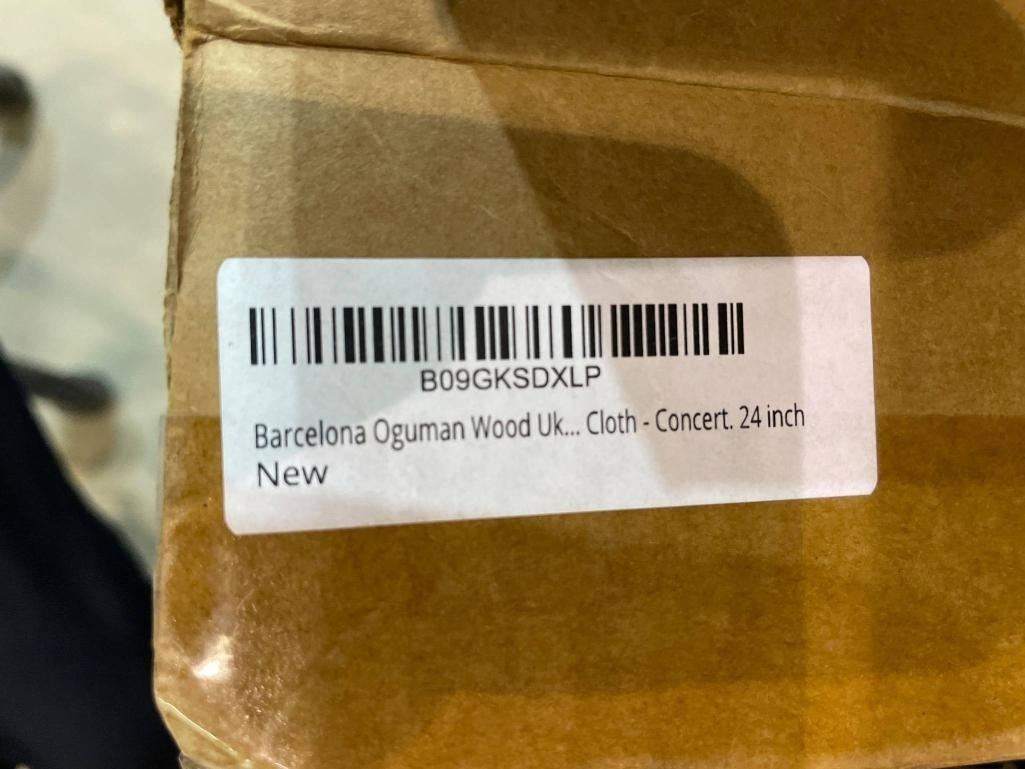 B09GKSDXLP
Barcelona Oguman Wood Uk... Cloth - Concert. 24 inch
New